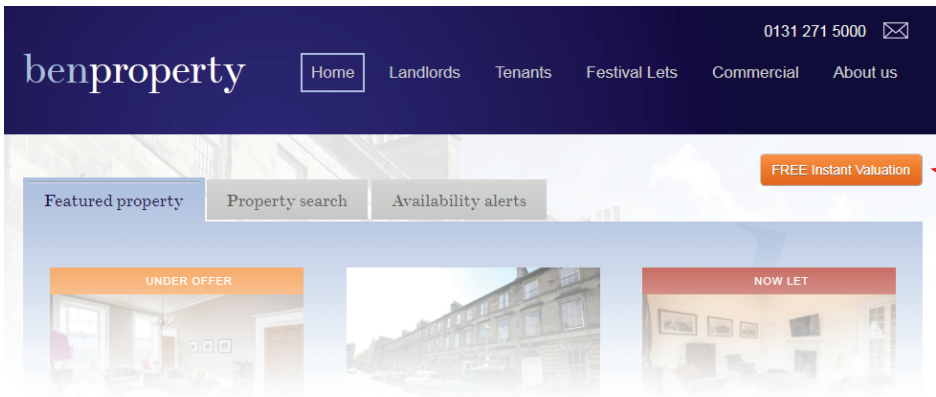 0131 271 5000
benproperty
Home Landlords Tenants Festival Lets Commercial About us
FREE Instant Valuation
Featured property Property search Availability alerts
UNDER OFFER NOW LET